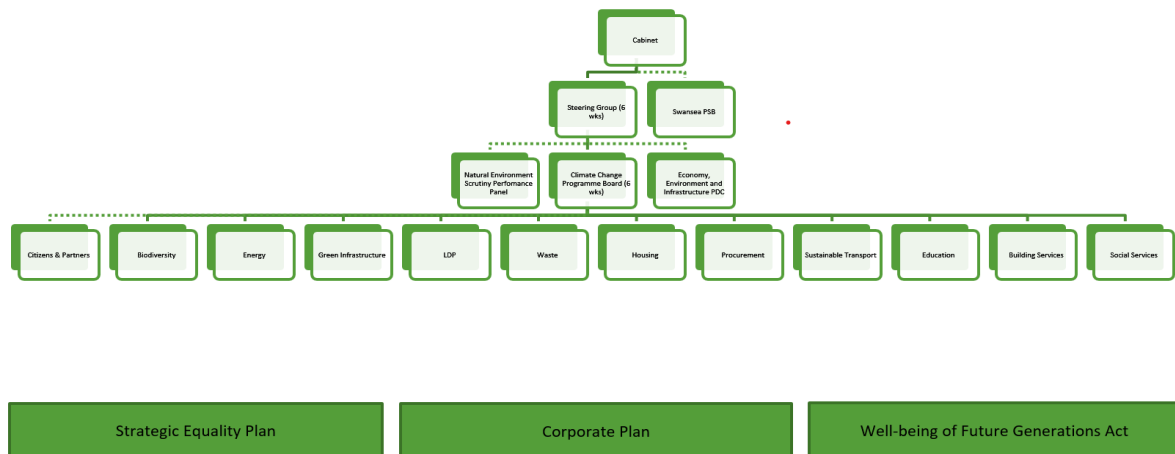 Cabinet
Steering Group (6
wks)
Swansea PSB
Natural Environment
Scrutiny Perfomance
Panel
Climate Change
Programme Board (6
wks)
Economy,
Environment and
Infrastructure PDC
Citizens & Partners
Biodiversity
Energy
Green Infrastructure
LDP
Waste
Housing
Procurement
Sustainable Transport
Education
Building Services
Social Services
Strategic Equality Plan
Corporate Plan
Well-being of Future Generations Act